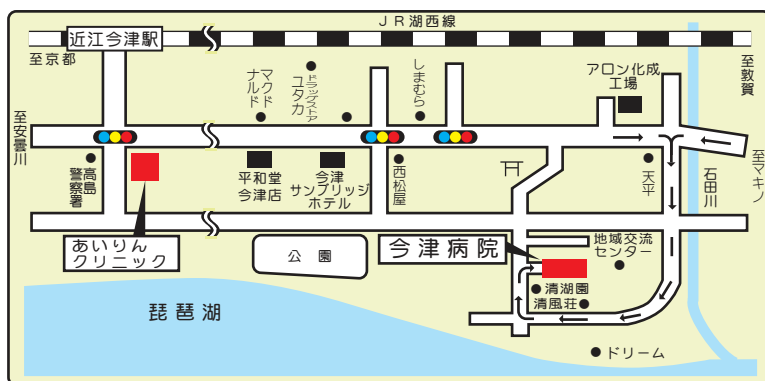 JR湖西線
近江今津駅
至京都
至敦賀
マクド
ナルド
ドラッグストア
ユタカ
しまむら
アロン化成
工場
至安曇川
至マキノ
高島
警察署
平和堂
今津店
今津
サンブリッジ
ホテル
西松屋
天平
石田川
あいりん
クリニック
公園
今津病院
地域交流
センター
清湖園
清風荘
琵琶湖
ドリーム